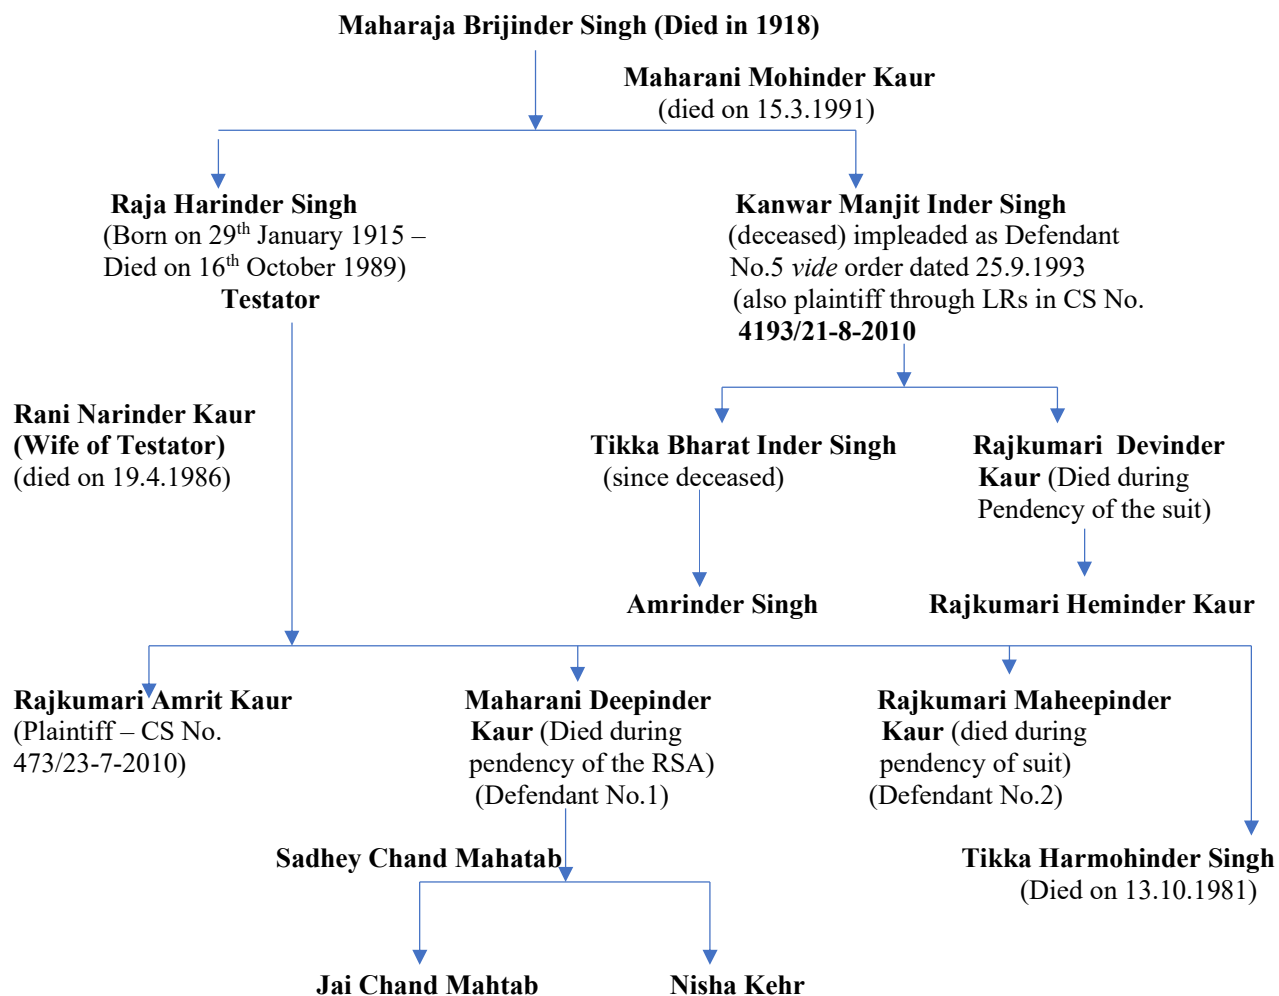 Maharaja Brijinder Singh (Died in 1918)
Maharani Mohinder Kaur
(died on 15.3.1991)
Raja Harinder Singh
(Born on 29th January 1915 –
Died on 16th October 1989)
Testator
Kanwar Manjit Inder Singh
(deceased) impleaded as Defendant
No.5 vide order dated 25.9.1993
(also plaintiff through LRs in CS No.
4193/21-8-2010
Rani Narinder Kaur
(Wife of Testator)
(died on 19.4.1986)
Tikka Bharat Inder Singh
(since deceased)
Rajkumari Devinder
Kaur (Died during
Pendency of the suit)
Amrinder Singh
Rajkumari Heminder Kaur
Rajkumari Amrit Kaur
(Plaintiff – CS No.
473/23-7-2010)
Maharani Deepinder
Kaur (Died during
pendency of the RSA)
(Defendant No.1)
Rajkumari Maheepinder
Kaur (died during
pendency of suit)
(Defendant No.2)
Sadhey Chand Mahatab
Tikka Harmohinder Singh
(Died on 13.10.1981)
Jai Chand Mahtab
Nisha Kehr